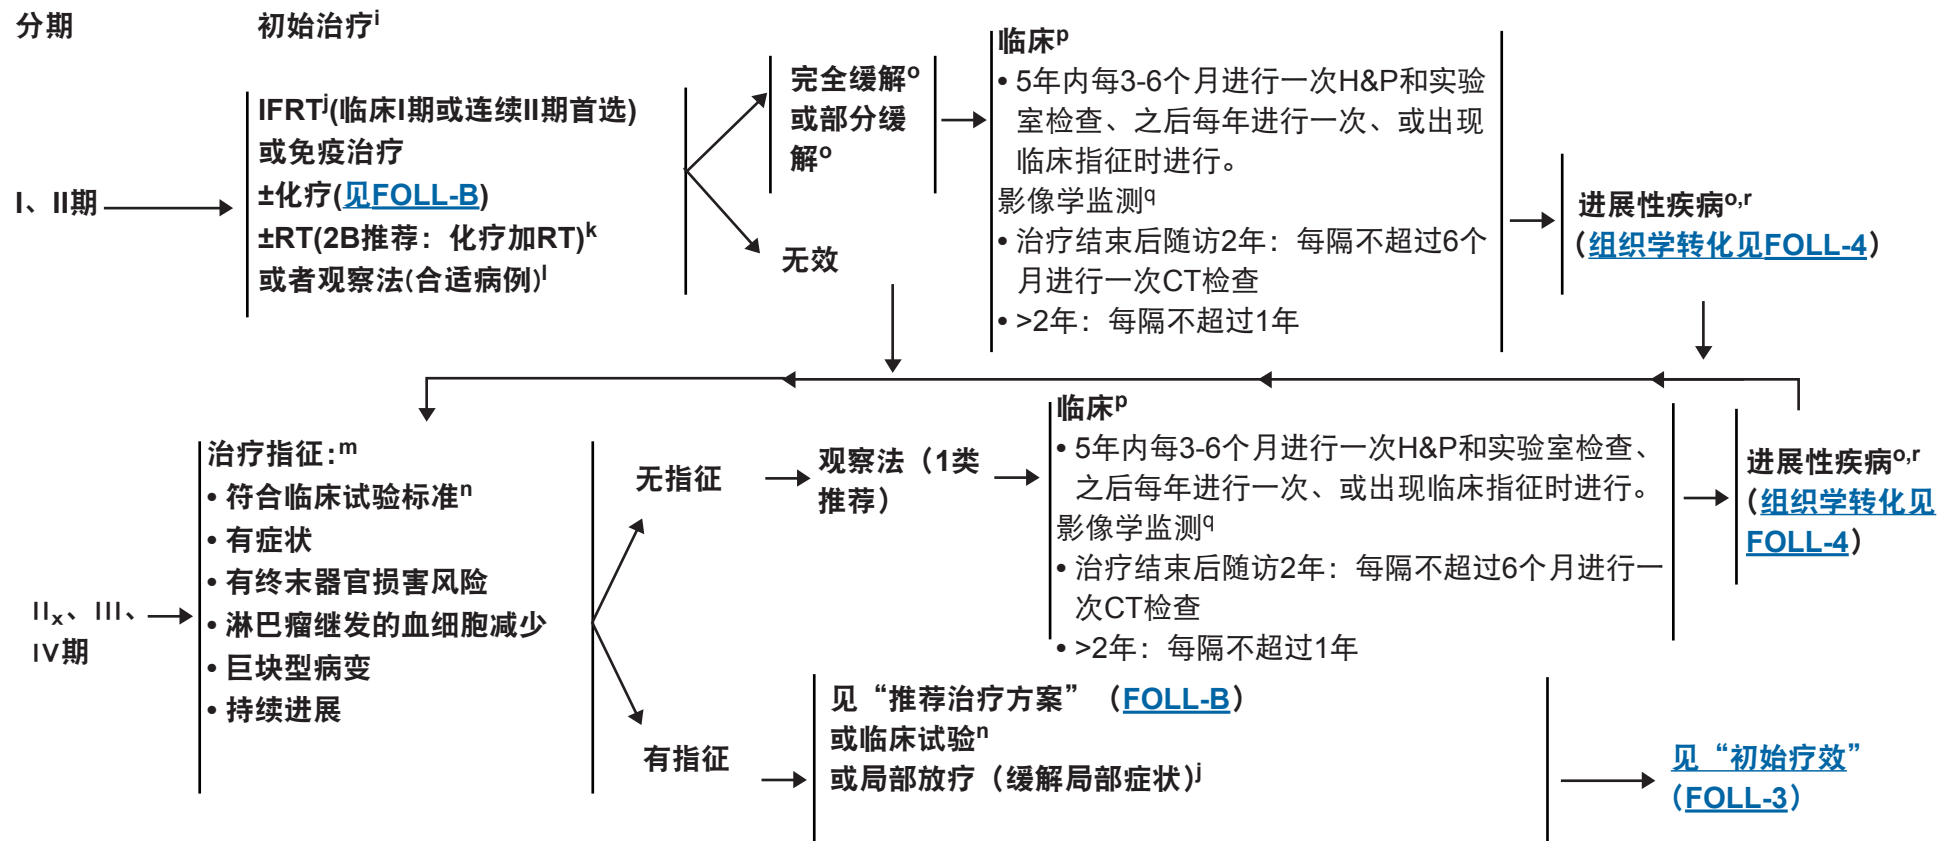 分期
初始治疗i
IFRTj(临床I期或连续II期首选)
或免疫治疗
±化疗(见FOLL-B)
±RT(2B推荐：化疗加RT)k
或者观察法(合适病例)l
I、II期
完全缓解o
或部分缓
解o
无效
临床p
• 5年内每3-6个月进行一次H&P和实验
室检查、之后每年进行一次、或出现
临床指征时进行。
影像学监测q
• 治疗结束后随访2年：每隔不超过6个
月进行一次CT检查
• >2年：每隔不超过1年
进展性疾病o,r
（组织学转化见FOLL-4）
IIx、III、
IV期
治疗指征:m
• 符合临床试验标准n
• 有症状
• 有终末器官损害风险
• 淋巴瘤继发的血细胞减少
• 巨块型病变
• 持续进展
无指征
观察法（1类
推荐）
临床p
• 5年内每3-6个月进行一次H&P和实验室检查、
之后每年进行一次、或出现临床指征时进行。
影像学监测q
• 治疗结束后随访2年：每隔不超过6个月进行一
次CT检查
• >2年：每隔不超过1年
进展性疾病o,r
（组织学转化见
FOLL-4）
有指征
见“推荐治疗方案”（FOLL-B）
或临床试验n
或局部放疗（缓解局部症状)j
见“初始疗效”
（FOLL-3）